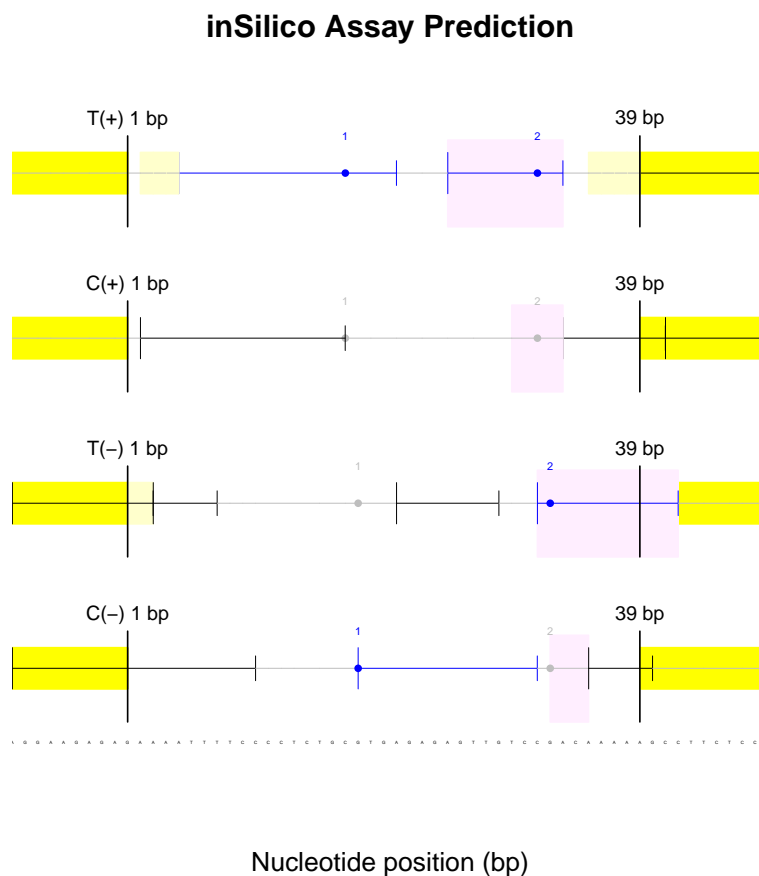 inSilico Assay Prediction
T(+) 1 bp
39 bp
1
2
C(+) 1 bp
39 bp
1
2
T(−) 1 bp
39 bp
1
2
C(−) 1 bp
39 bp
1
2
G G A A G A G A G A A A A T T T T C C C C T C T G C G T G A G A G A G T T G T C C G A C A A A A A G C C T T C T C C
Nucleotide position (bp)